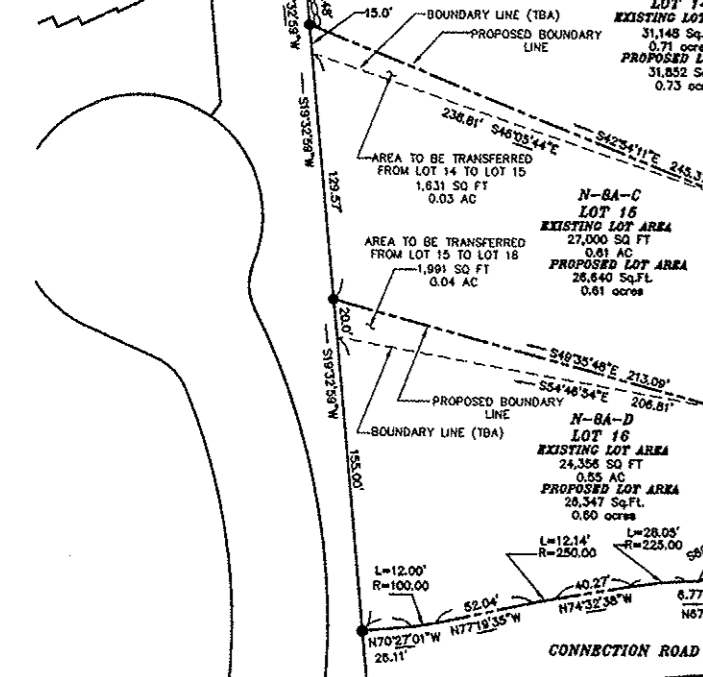 LOT 14
EXISTING LOT
31,148 Sq.
0.71 acre
PROPOSED L
31,852 Sq.F
0.73 acr
48'
32'59"W
15.0'
BOUNDARY LINE (TBA)
PROPOSED BOUNDARY
LINE
S19°32'59"W
238.81' S46°05'44"E
S42°54'11"E 245.3
AREA TO BE TRANSFERRED
FROM LOT 14 TO LOT 15
1,631 SQ FT
0.03 AC
129.57'
N-8A-C
LOT 15
EXISTING LOT AREA
27,000 SQ FT
0.61 AC
PROPOSED LOT AREA
26,640 Sq.Ft.
0.61 acres
AREA TO BE TRANSFERRED
FROM LOT 15 TO LOT 16
1,991 SQ FT
0.04 AC
20.0'
S19°32'59"W
S49°35'48"E 213.09'
S54°46'54"E
206.81'
PROPOSED BOUNDARY
LINE
BOUNDARY LINE (TBA)
155.00'
N-8A-D
LOT 16
EXISTING LOT AREA
24,356 SQ FT
0.55 AC
PROPOSED LOT AREA
26,347 Sq.Ft.
0.60 acres
L=12.00'
R=100.00
L=12.14'
R=250.00
L=28.05'
R=225.00
52.04'
40.27'
6.77
N70°27'01"W
26.11'
N77°19'35"W
N74°32'38"W
N67
CONNECTION ROAD